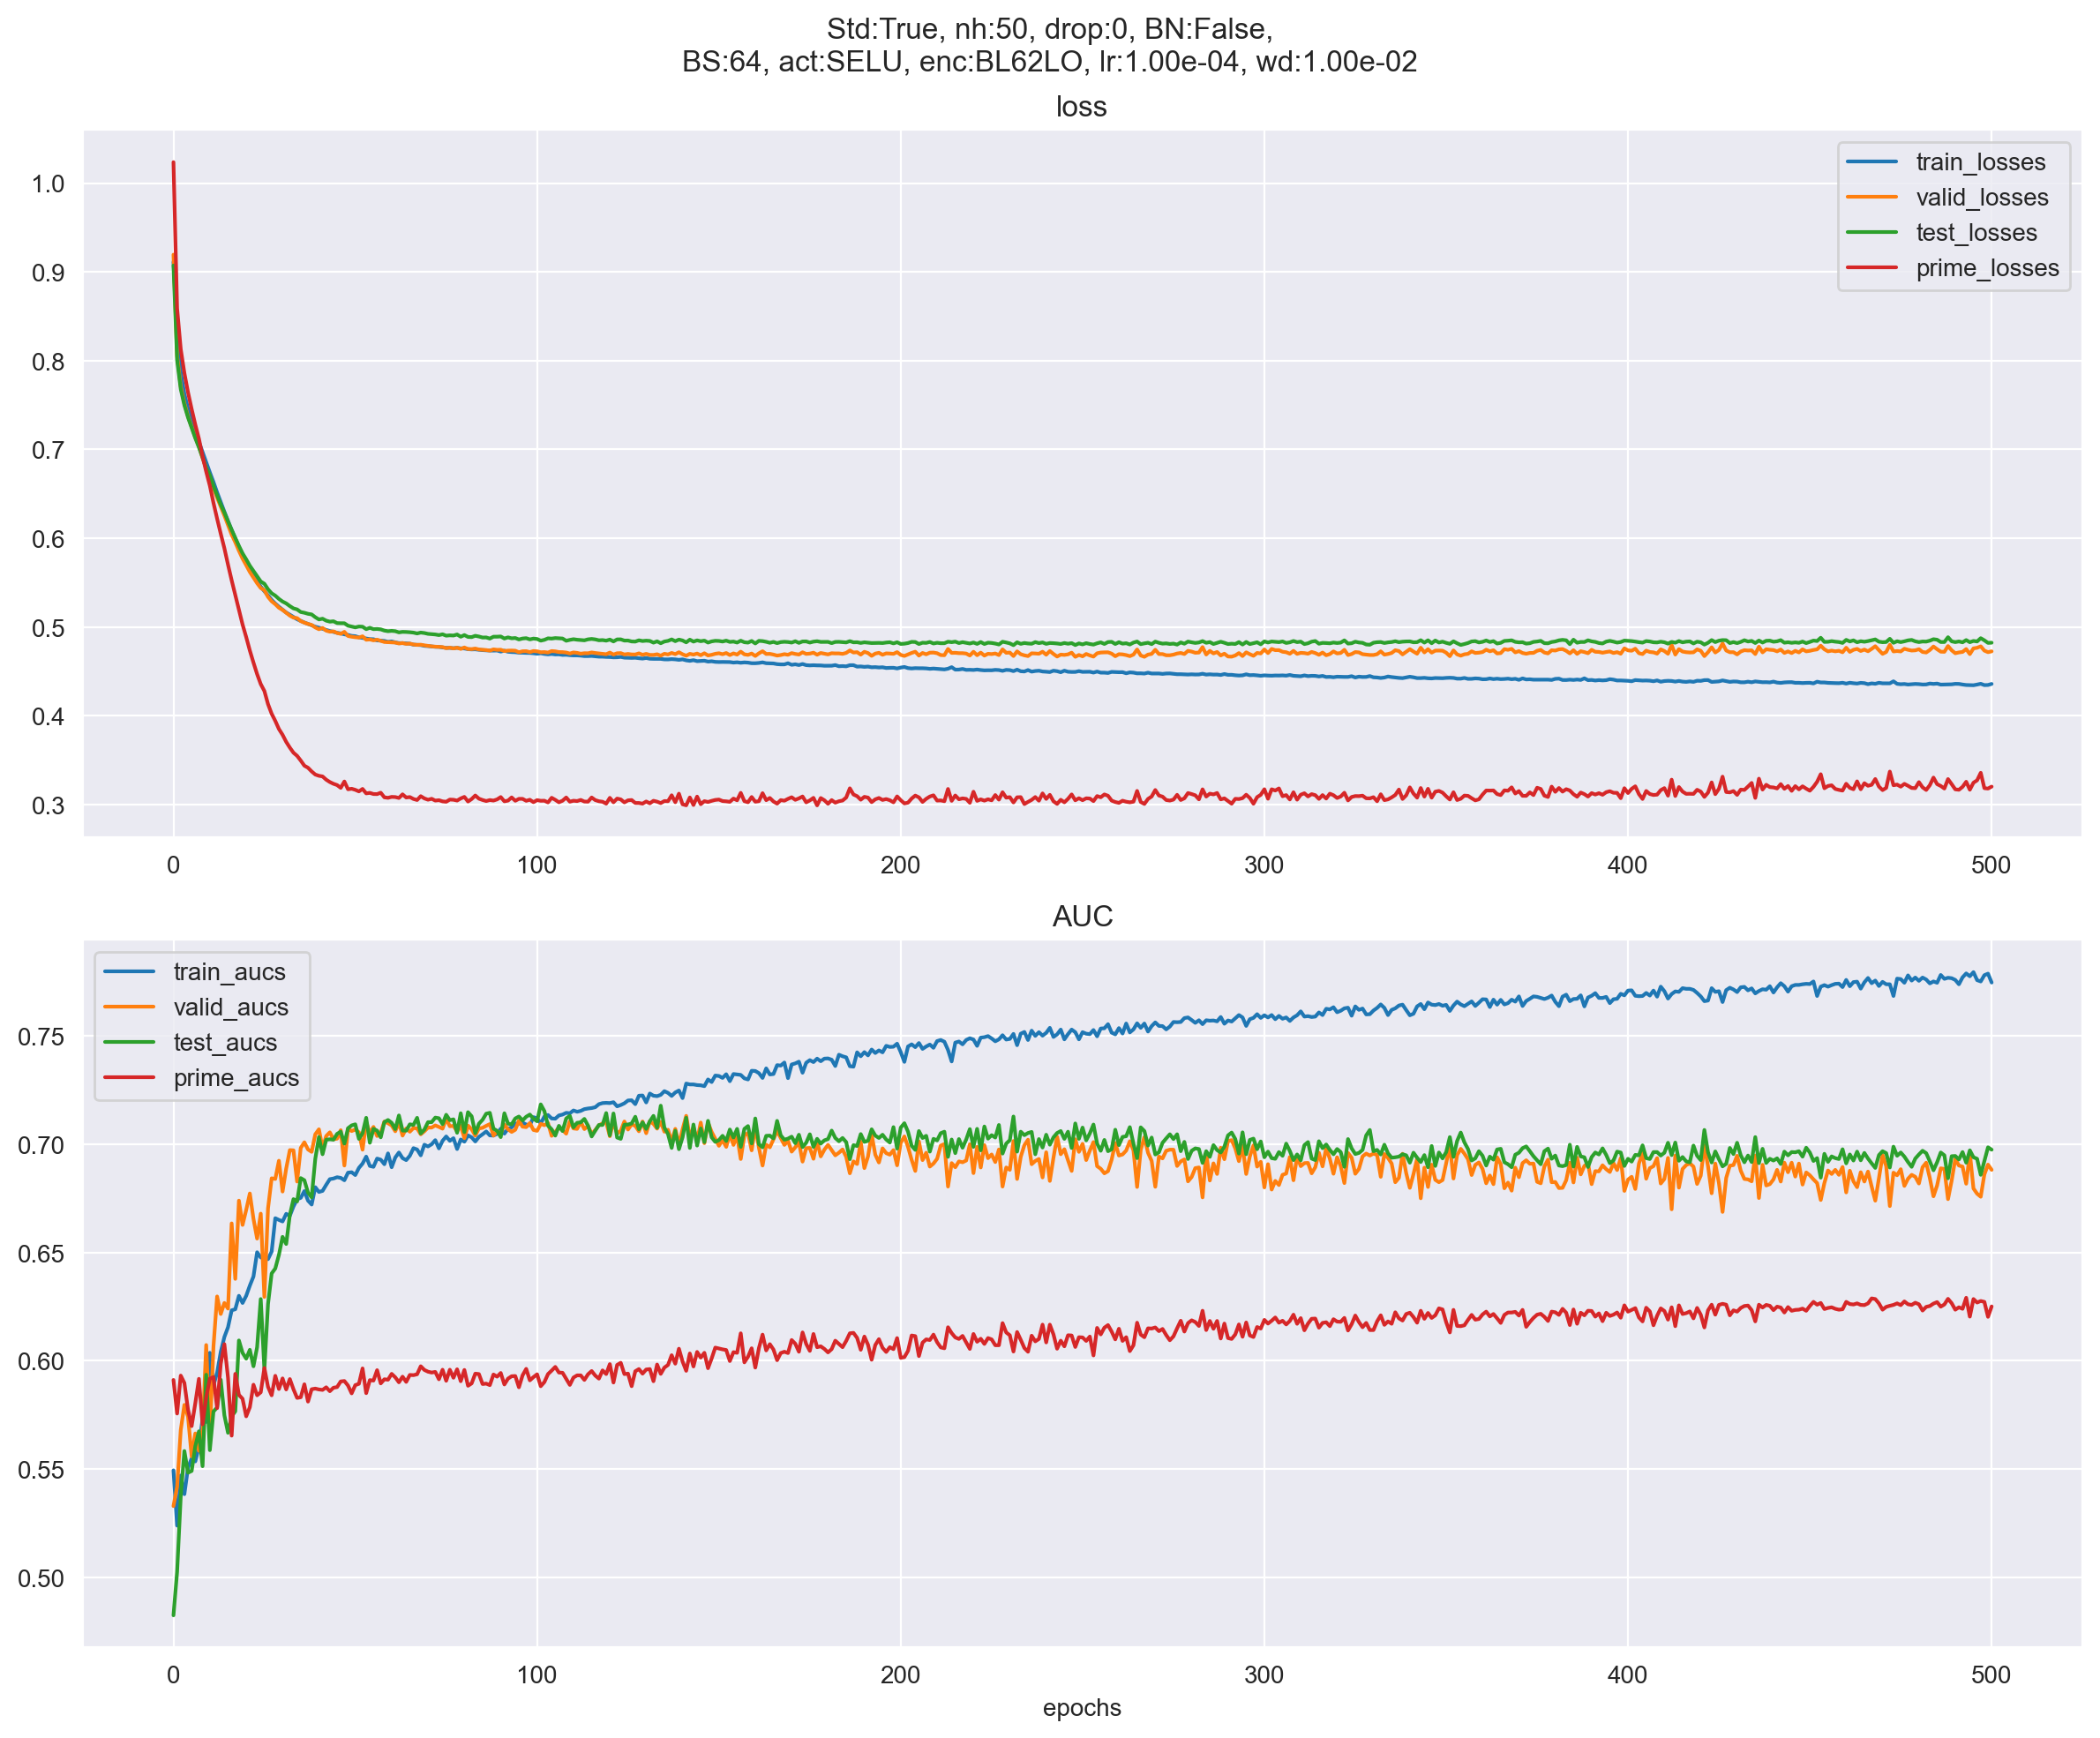 Std:True, nh:50, drop:0, BN:False,
BS:64, act:SELU, enc:BL62LO, lr:1.00e-04, wd:1.00e-02
loss
1.0
0.9
0.8
0.7
0.6
0.5
0.4
0.3
train_losses
valid_losses
test_losses
prime_losses
0 100 200 300 400 500
AUC
train_aucs
valid_aucs
test_aucs
prime_aucs
0.75
0.70
0.65
0.60
0.55
0.50
0 100 200 300 400 500
epochs